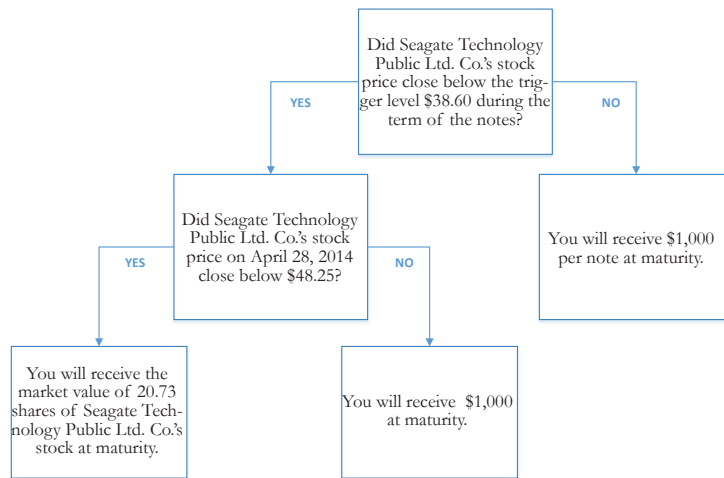 Did Seagate Technology
Public Ltd. Co.'s stock
price close below the trig-
ger level $38.60 during the
term of the notes?
YES
NO
Did Seagate Technology
Public Ltd. Co.'s stock
price on April 28, 2014
close below $48.25?
You will receive $1,000
per note at maturity.
YES
NO
You will receive the
market value of 20.73
shares of Seagate Tech-
nology Public Ltd. Co.'s
stock at maturity.
You will receive $1,000
at maturity.